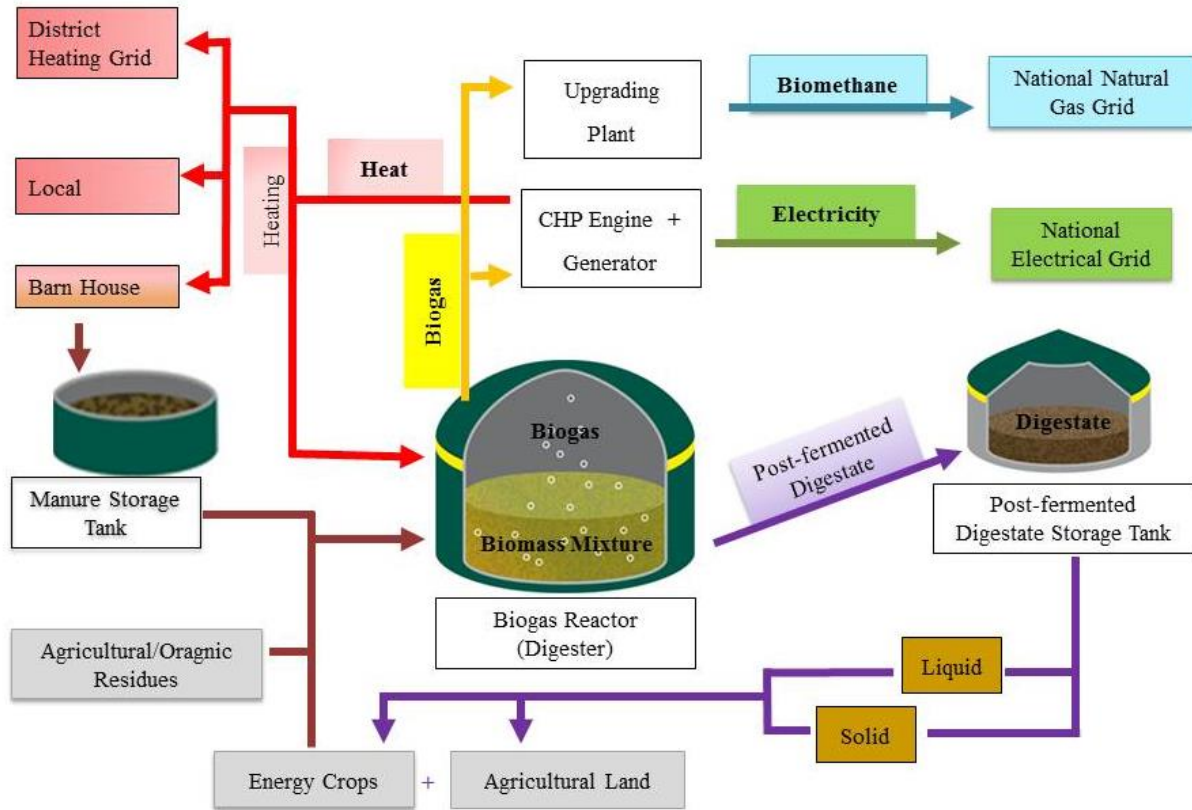 District
Heating Grid
Local
Barn House
Heating
Heat
Biogas
Upgrading
Plant
CHP Engine +
Generator
Biomethane
National Natural
Gas Grid
Electricity
National
Electrical Grid
Manure Storage
Tank
Biogas
Biomass Mixture
Biogas Reactor
(Digester)
Post-fermented
Digestate
Digestate
Post-fermented
Digestate Storage Tank
Agricultural/Oragnic
Residues
Liquid
Solid
Energy Crops + Agricultural Land